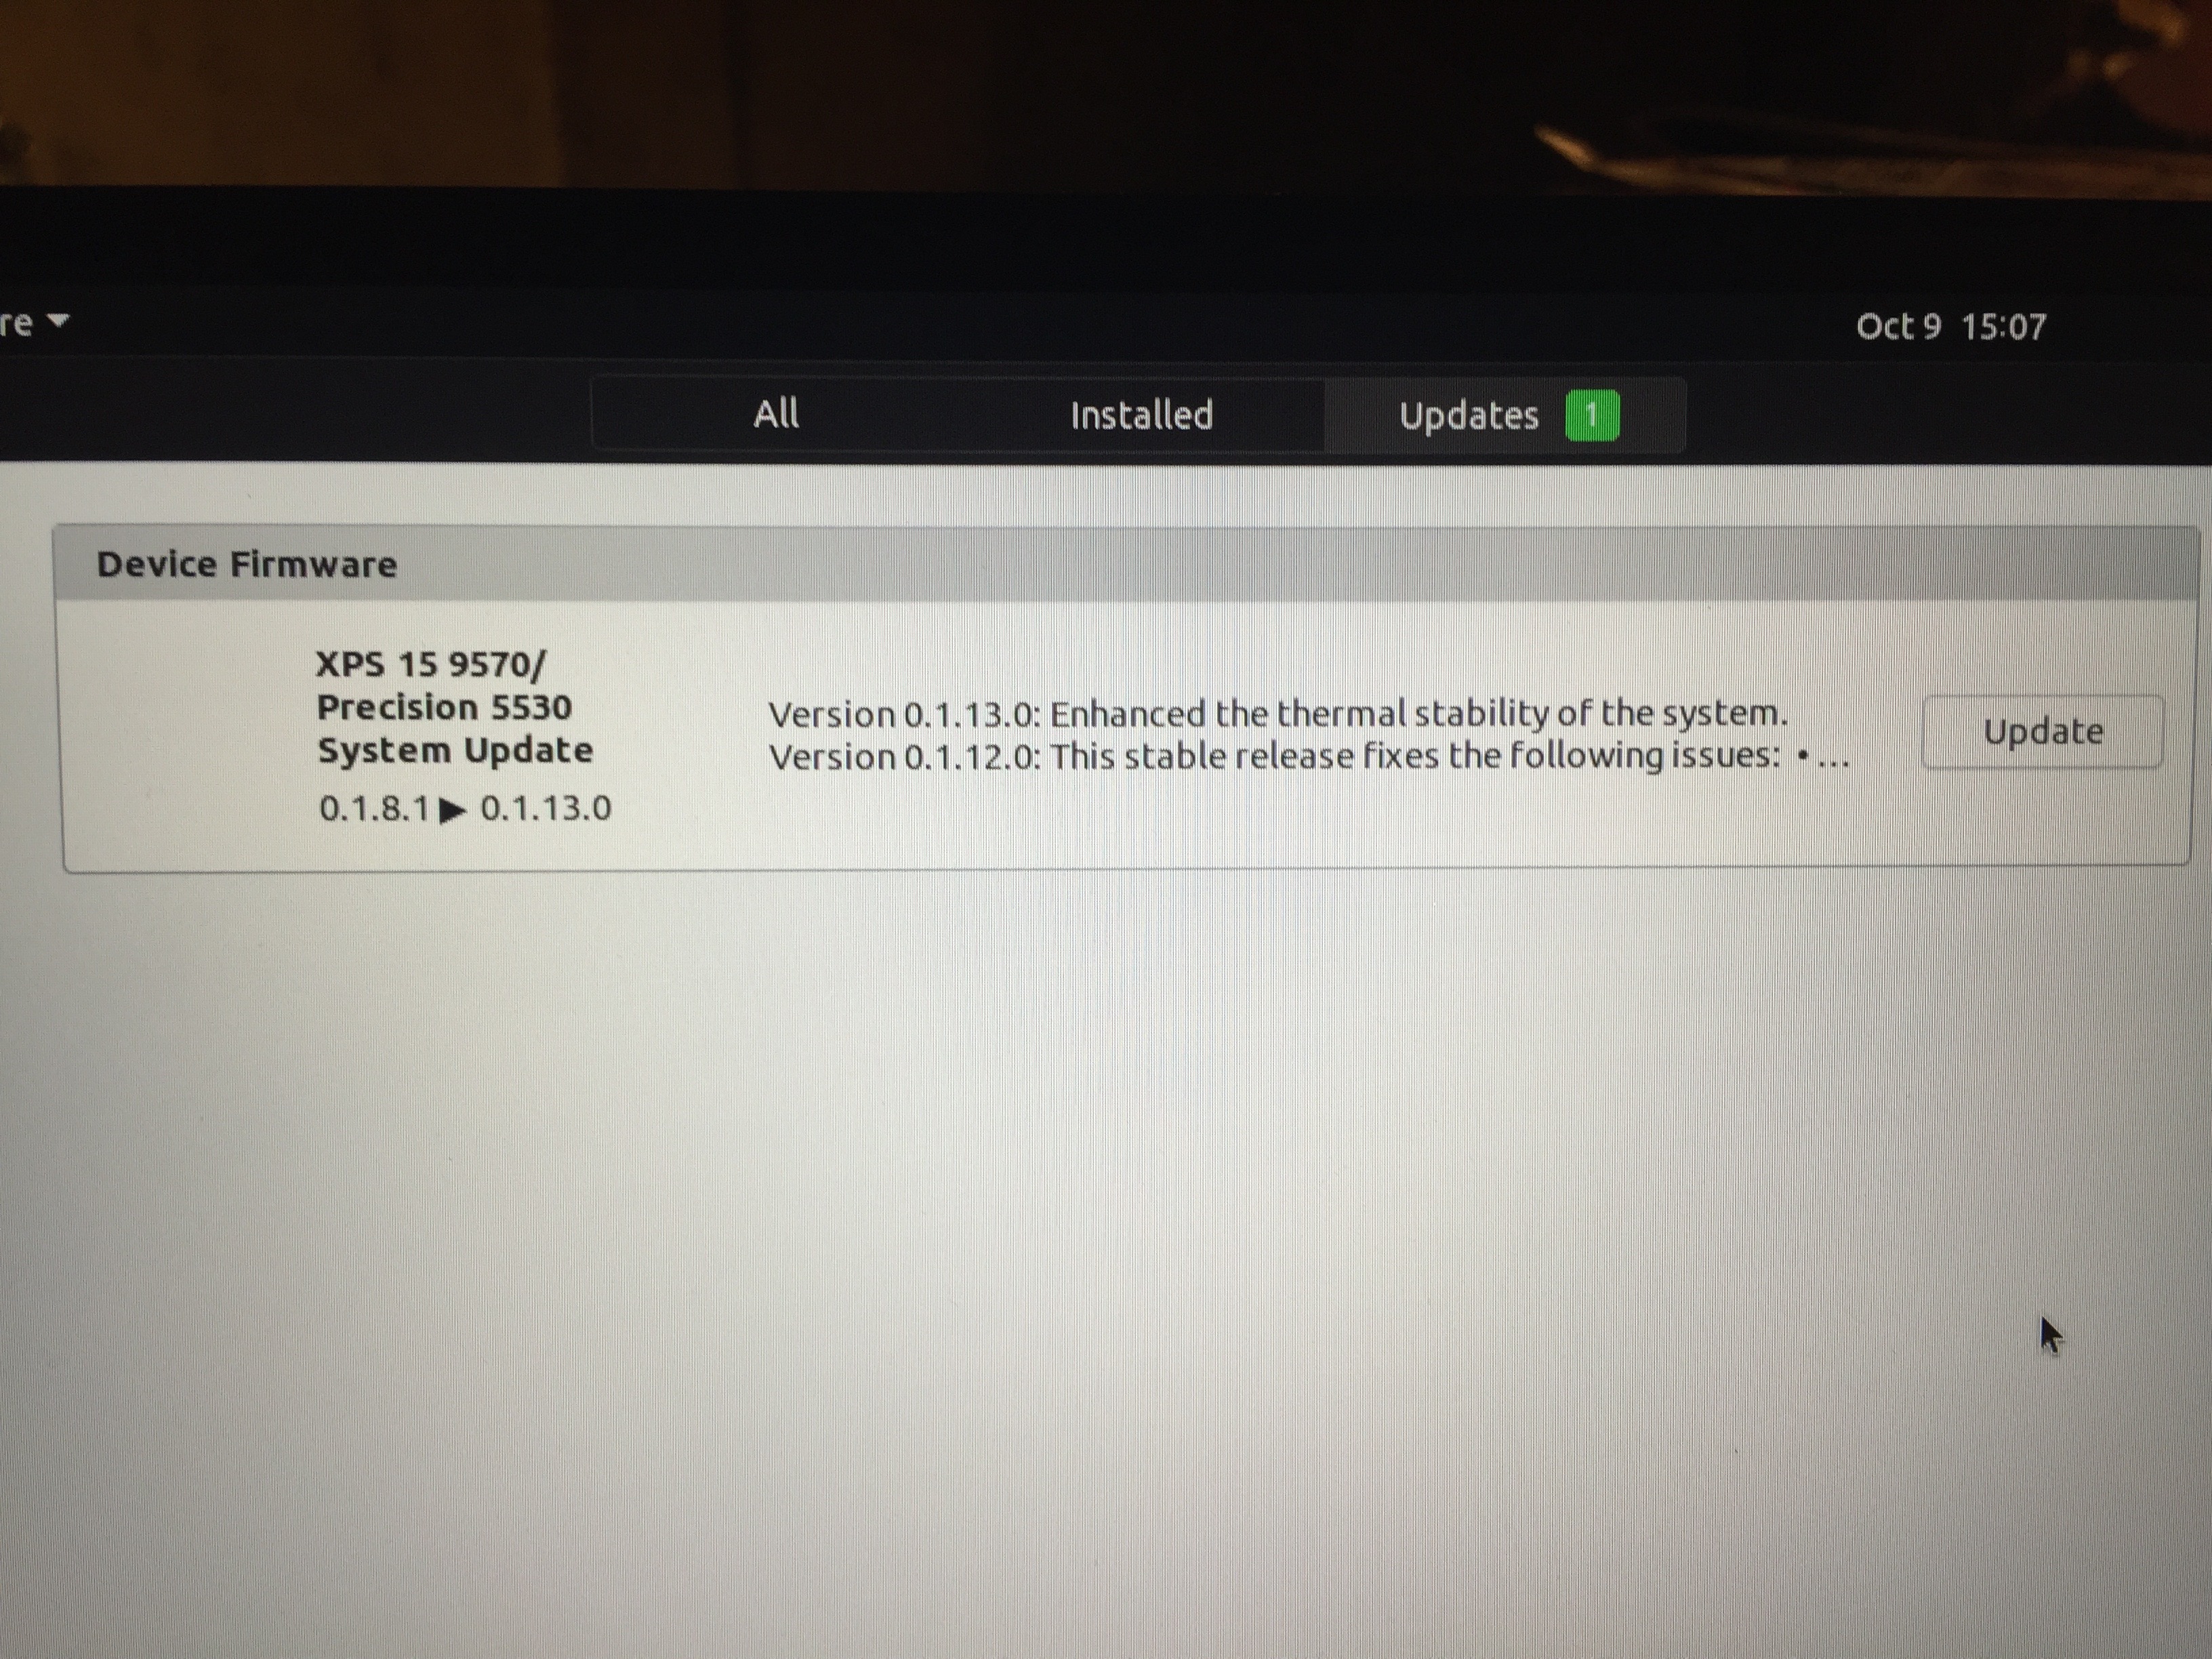 re ▼
Oct 9 15:07
All Installed Updates 1
Device Firmware
XPS 15 9570/
Precision 5530
System Update
0.1.8.1 ▶ 0.1.13.0
Version 0.1.13.0: Enhanced the thermal stability of the system.
Version 0.1.12.0: This stable release fixes the following issues: • ...
Update